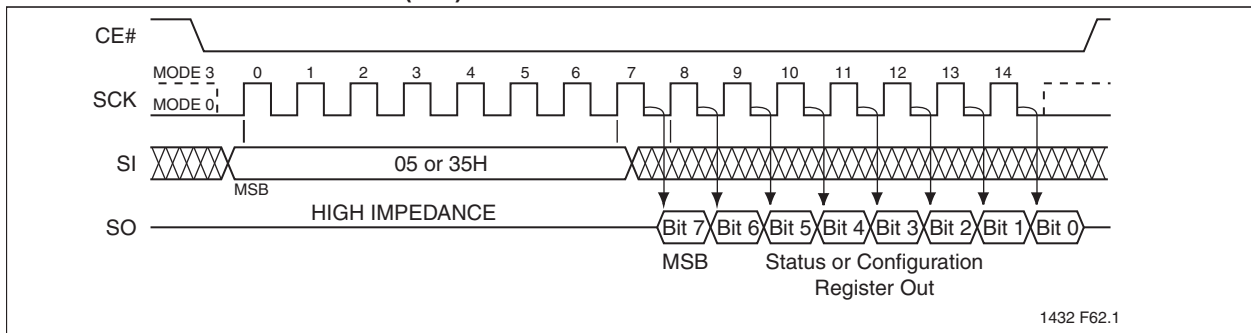 CE#
MODE 3 0 1 2 3 4 5 6 7 8 9 10 11 12 13 14
SCK
MODE 0
SI 05 or 35H
MSB
HIGH IMPEDANCE
SO Bit 7 Bit 6 Bit 5 Bit 4 Bit 3 Bit 2 Bit 1 Bit 0
MSB Status or Configuration
Register Out
1432 F62.1